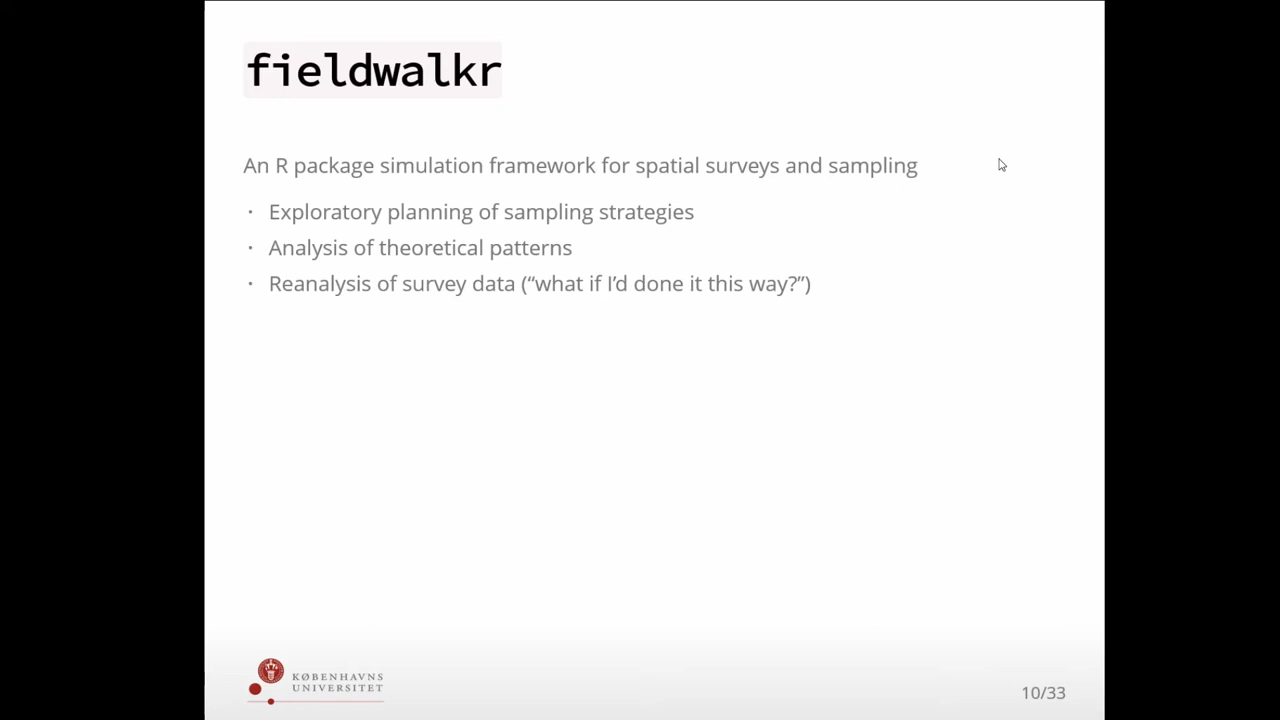 fieldwalkr
An R package simulation framework for spatial surveys and sampling
· Exploratory planning of sampling strategies
· Analysis of theoretical patterns
· Reanalysis of survey data (“what if I’d done it this way?”)
KØBENHAVNS
UNIVERSITET
10/33